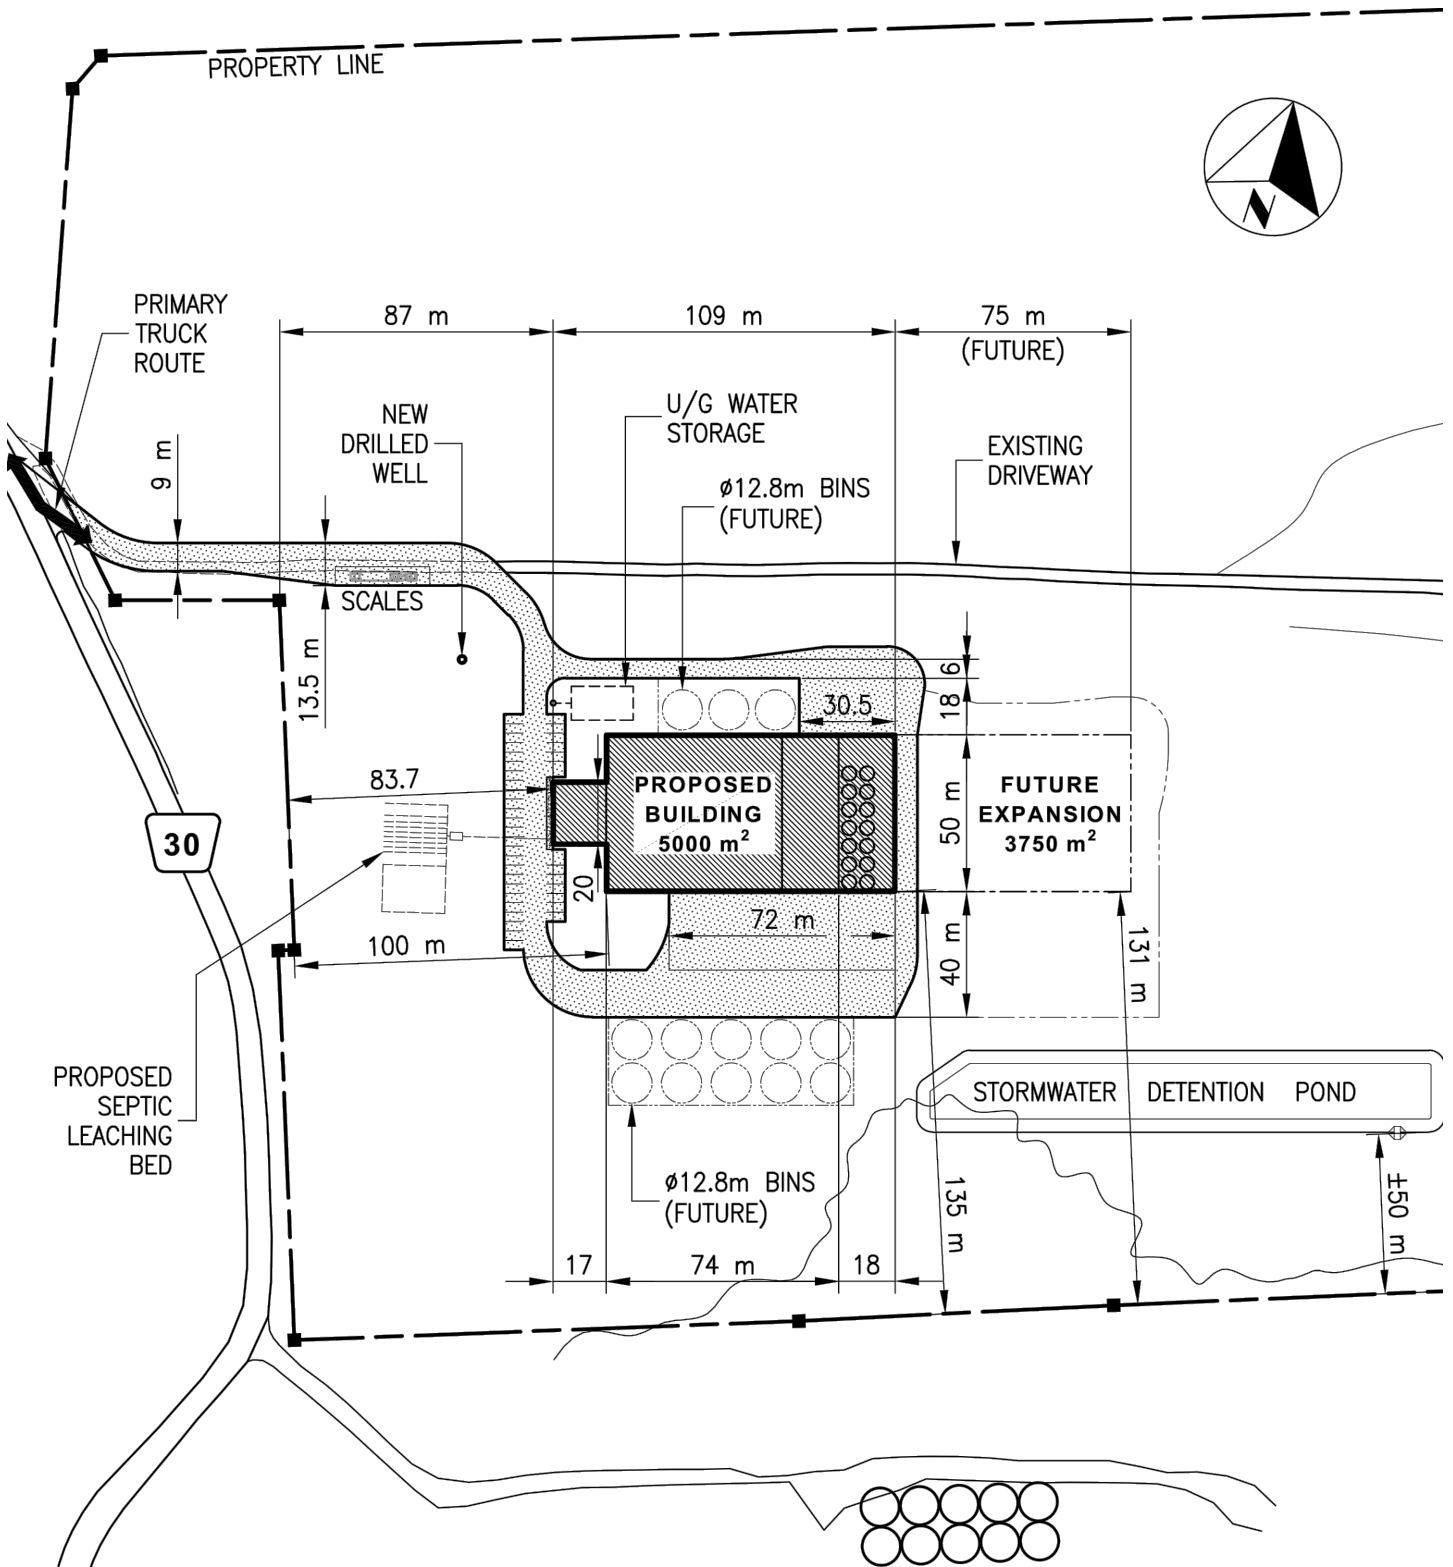 PROPERTY LINE
N
PRIMARY
TRUCK
ROUTE
87 m
109 m
75 m
(FUTURE)
9 m
NEW
DRILLED
WELL
U/G WATER
STORAGE
EXISTING
DRIVEWAY
ø12.8m BINS
(FUTURE)
SCALES
13.5 m
6
18
30.5
83.7
PROPOSED
BUILDING
5000 m²
50 m
FUTURE
EXPANSION
3750 m²
30
20
72 m
100 m
40 m
131 m
PROPOSED
SEPTIC
LEACHING
BED
STORMWATER DETENTION POND
ø12.8m BINS
(FUTURE)
135 m
±50 m
17
74 m
18